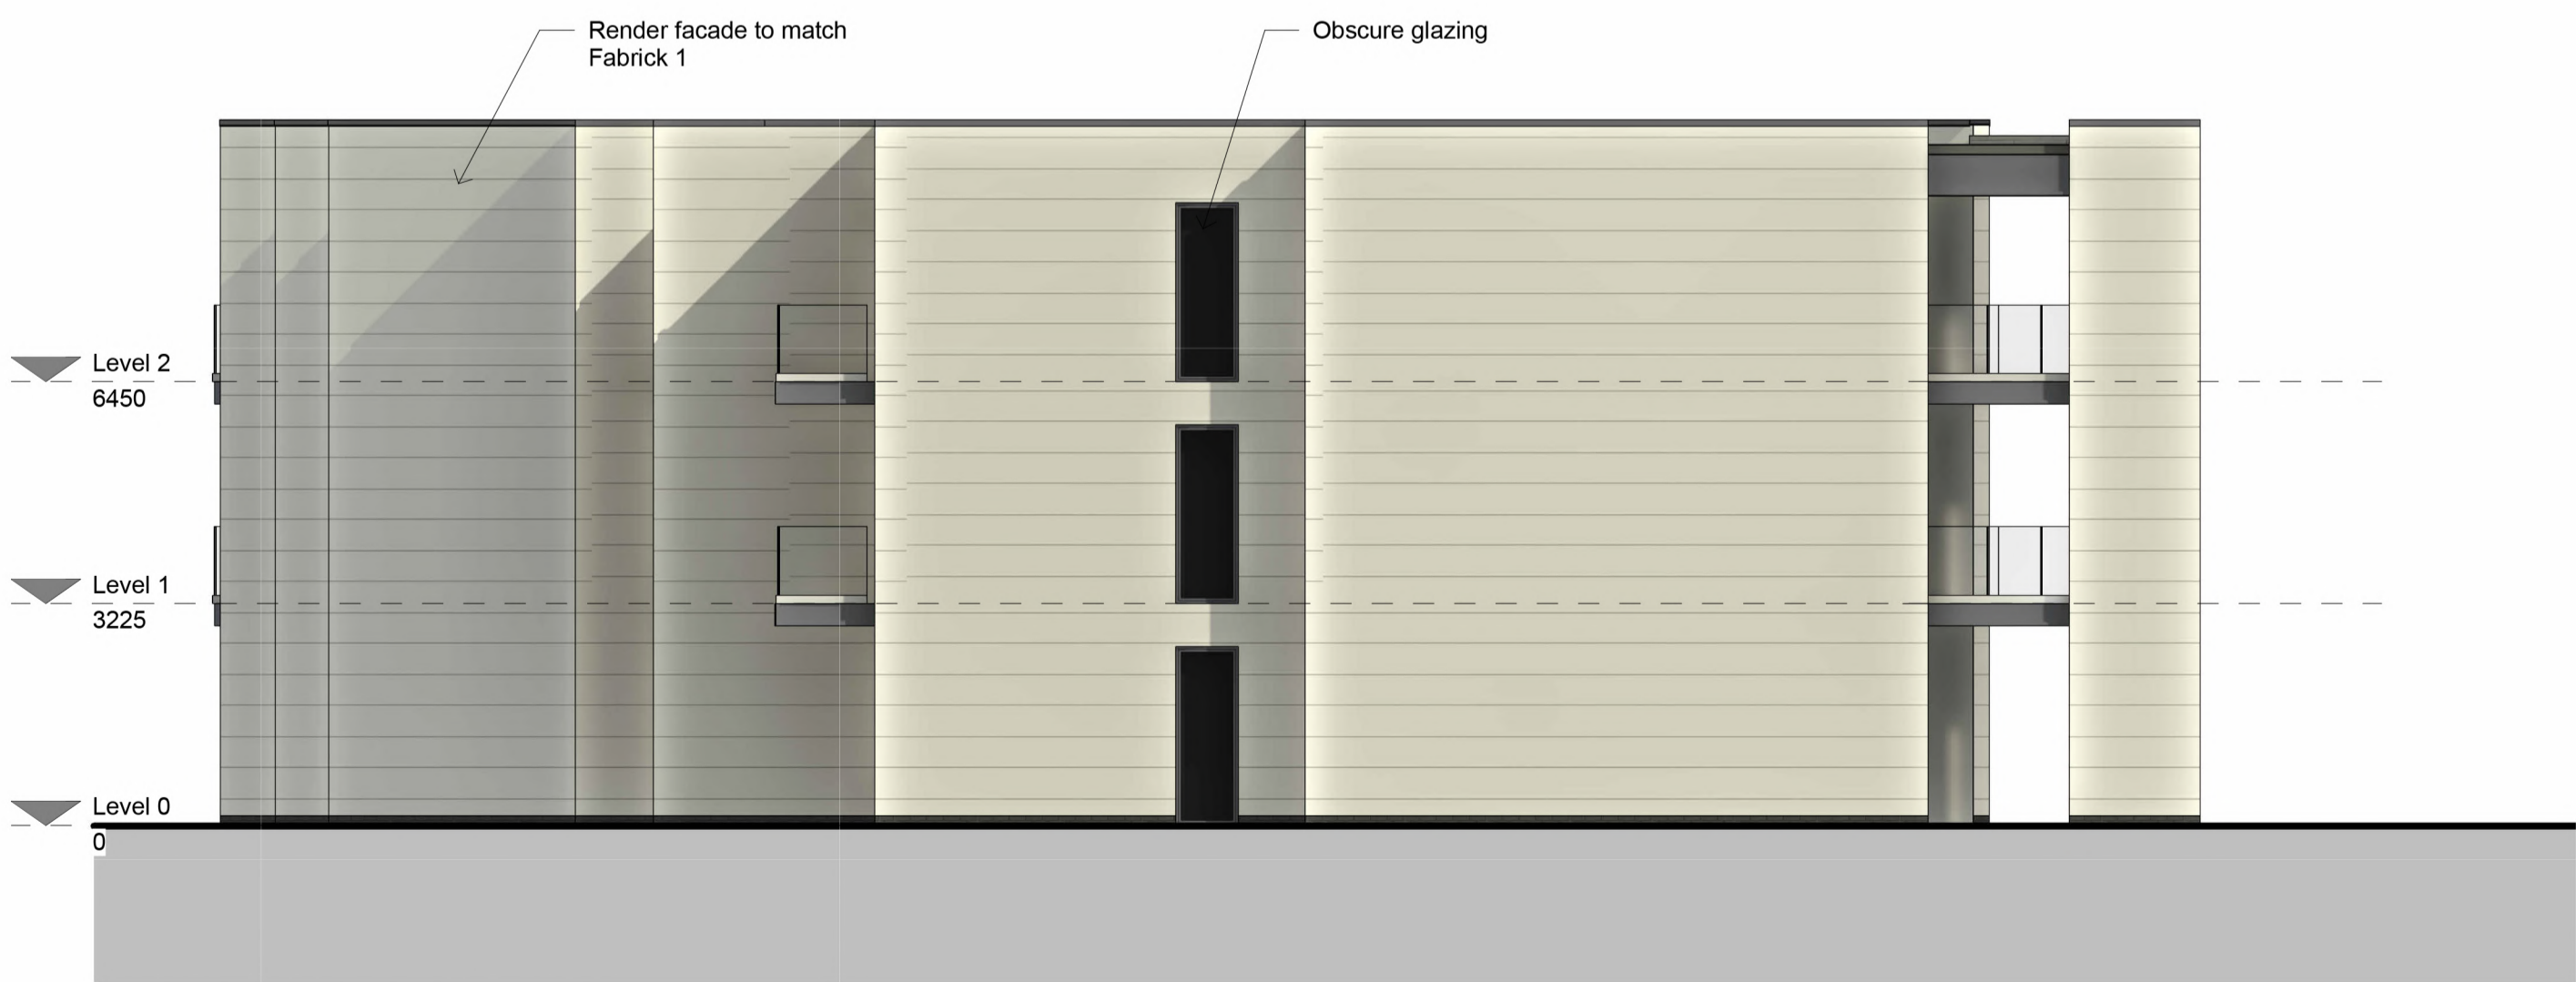 Render facade to match
Fabrick 1
Obscure glazing
Level 2
6450
Level 1
3225
Level 0
0